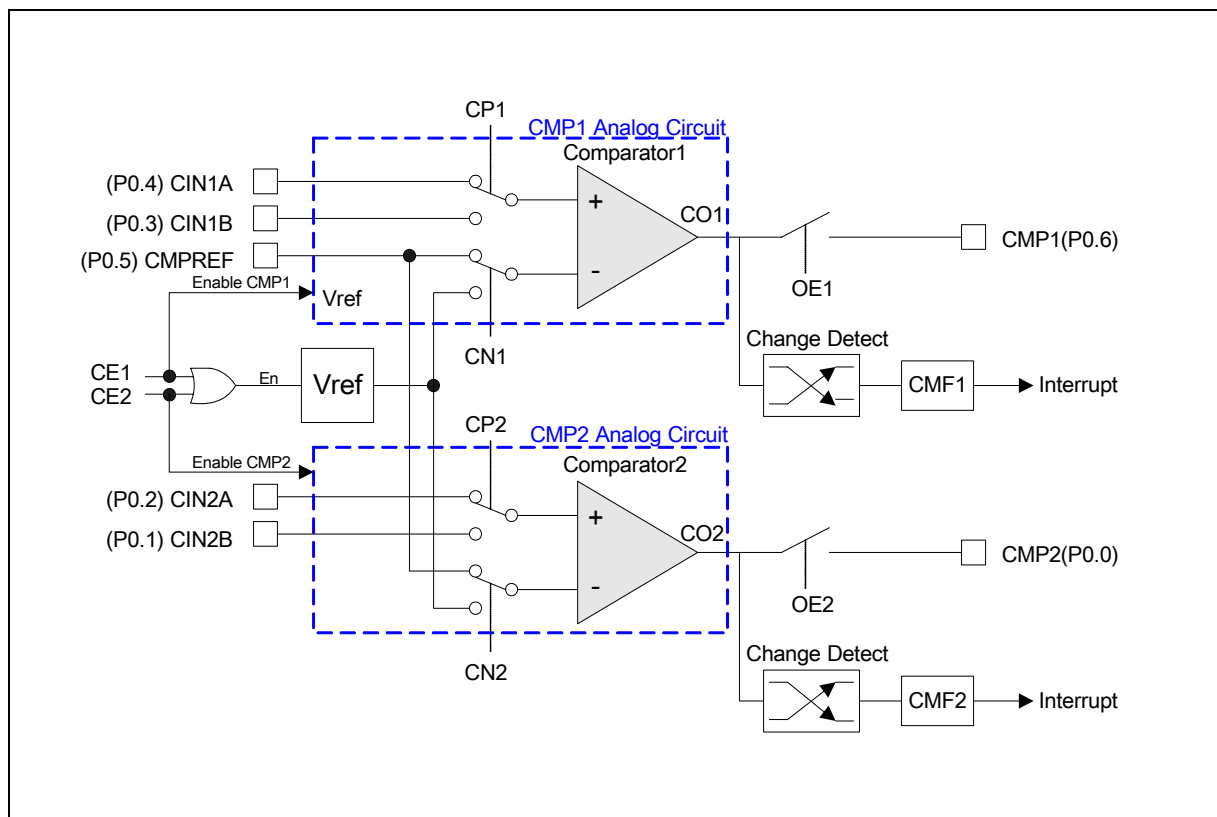 CP1
CMP1 Analog Circuit
Comparator1
(P0.4) CIN1A
(P0.3) CIN1B
(P0.5) CMPREF
+
-
CO1
CMP1(P0.6)
OE1
Enable CMP1
Vref
CN1
Change Detect
CMF1
Interrupt
CE1
CE2
En
Vref
CP2
CMP2 Analog Circuit
Comparator2
Enable CMP2
(P0.2) CIN2A
(P0.1) CIN2B
+
-
CO2
CMP2(P0.0)
OE2
CN2
Change Detect
CMF2
Interrupt